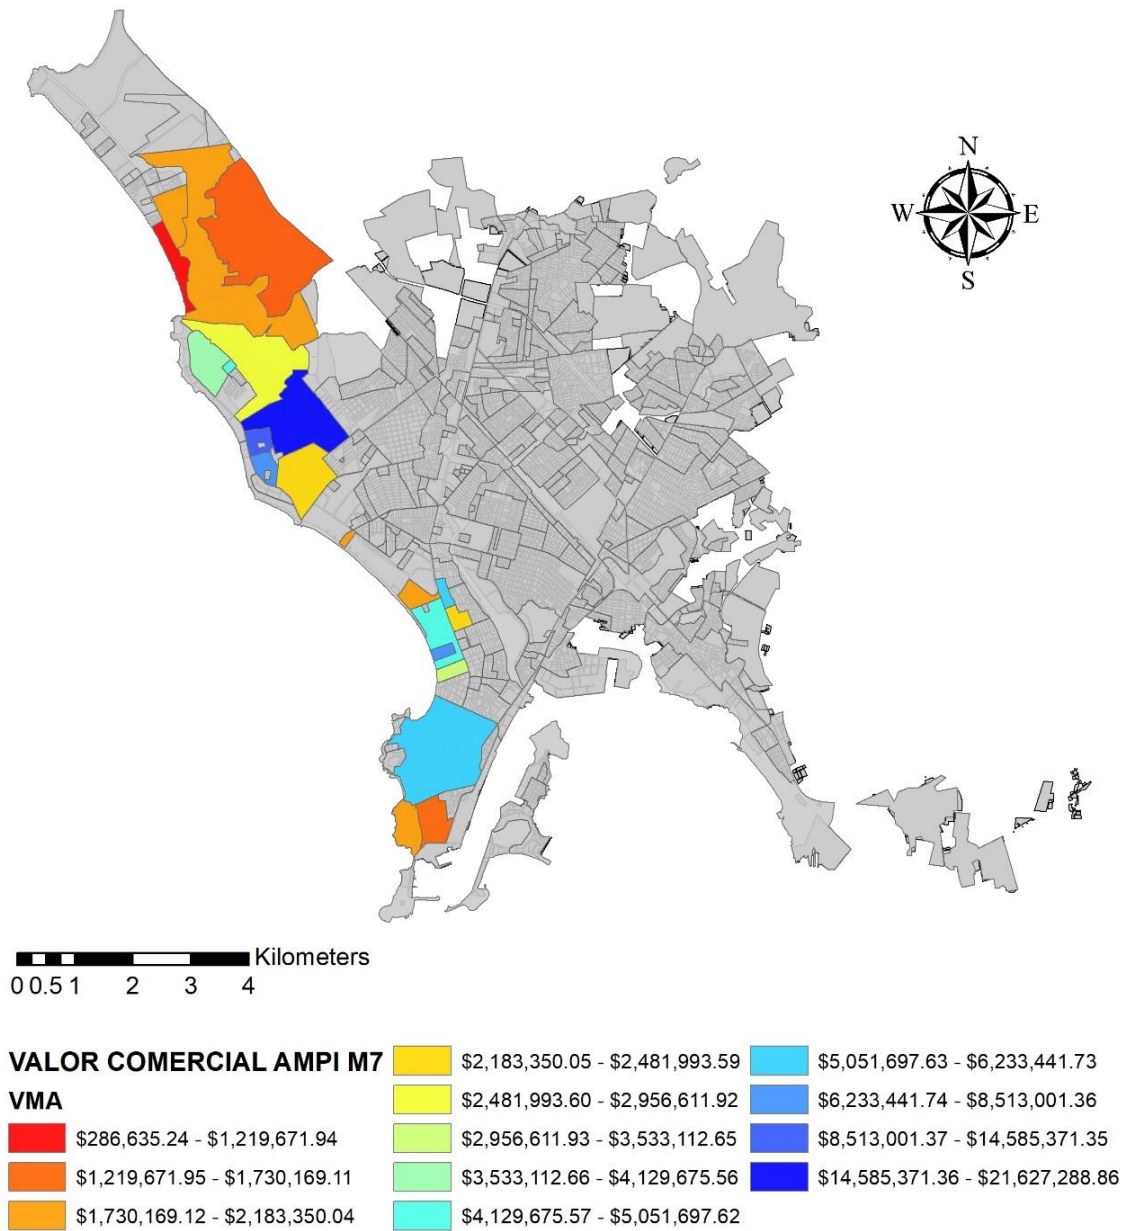 N
W E
S
Kilometers
0 0.5 1 2 3 4
VALOR COMERCIAL AMPI M7
VMA
$286,635.24 - $1,219,671.94
$1,219,671.95 - $1,730,169.11
$1,730,169.12 - $2,183,350.04
$2,183,350.05 - $2,481,993.59
$2,481,993.60 - $2,956,611.92
$2,956,611.93 - $3,533,112.65
$3,533,112.66 - $4,129,675.56
$4,129,675.57 - $5,051,697.62
$5,051,697.63 - $6,233,441.73
$6,233,441.74 - $8,513,001.36
$8,513,001.37 - $14,585,371.35
$14,585,371.36 - $21,627,288.86